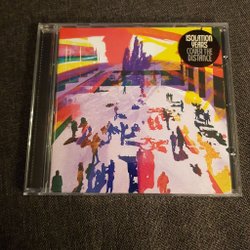 ISOLATION
YEARS
COVER THE
DISTANCE